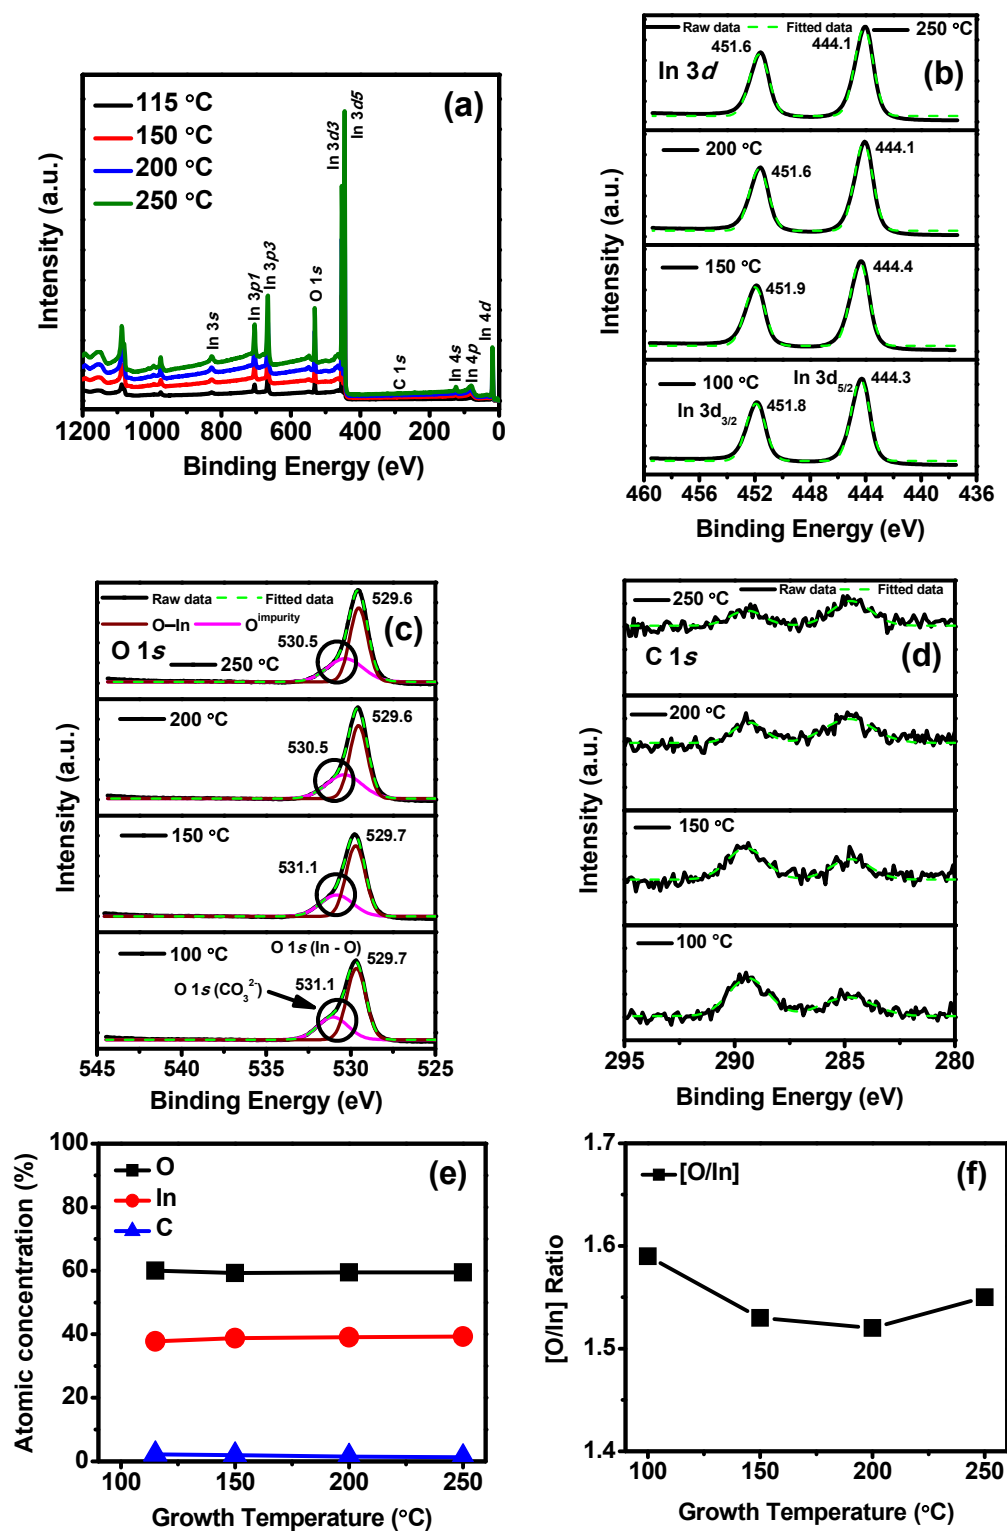 (a)
115 °C
150 °C
200 °C
250 °C
In 3s
In 3p1
In 3p3
O 1s
In 3d3
In 3d5
C 1s
In 4s
In 4p
In 4d
Intensity (a.u.)
1200 1000 800 600 400 200 0
Binding Energy (eV)
(b)
Raw data Fitted data
250 °C
451.6 444.1
In 3d
200 °C
451.6 444.1
150 °C
451.9 444.4
100 °C
In 3d5/2
In 3d3/2
451.8 444.3
Intensity (a.u.)
460 456 452 448 444 440 436
Binding Energy (eV)
(c)
Raw data Fitted data
O–In O^impurity
O 1s
250 °C
530.5 529.6
200 °C
530.5 529.6
150 °C
531.1 529.7
100 °C
O 1s (In - O)
O 1s (CO3^2-)
531.1 529.7
Intensity (a.u.)
545 540 535 530 525
Binding Energy (eV)
(d)
Raw data Fitted data
250 °C
C 1s
200 °C
150 °C
100 °C
Intensity (a.u.)
295 290 285 280
Binding Energy (eV)
(e)
O
In
C
Atomic concentration (%)
100
80
60
40
20
0
100 150 200 250
Growth Temperature (°C)
(f)
[O/In]
[O/In] Ratio
1.7
1.6
1.5
1.4
100 150 200 250
Growth Temperature (°C)